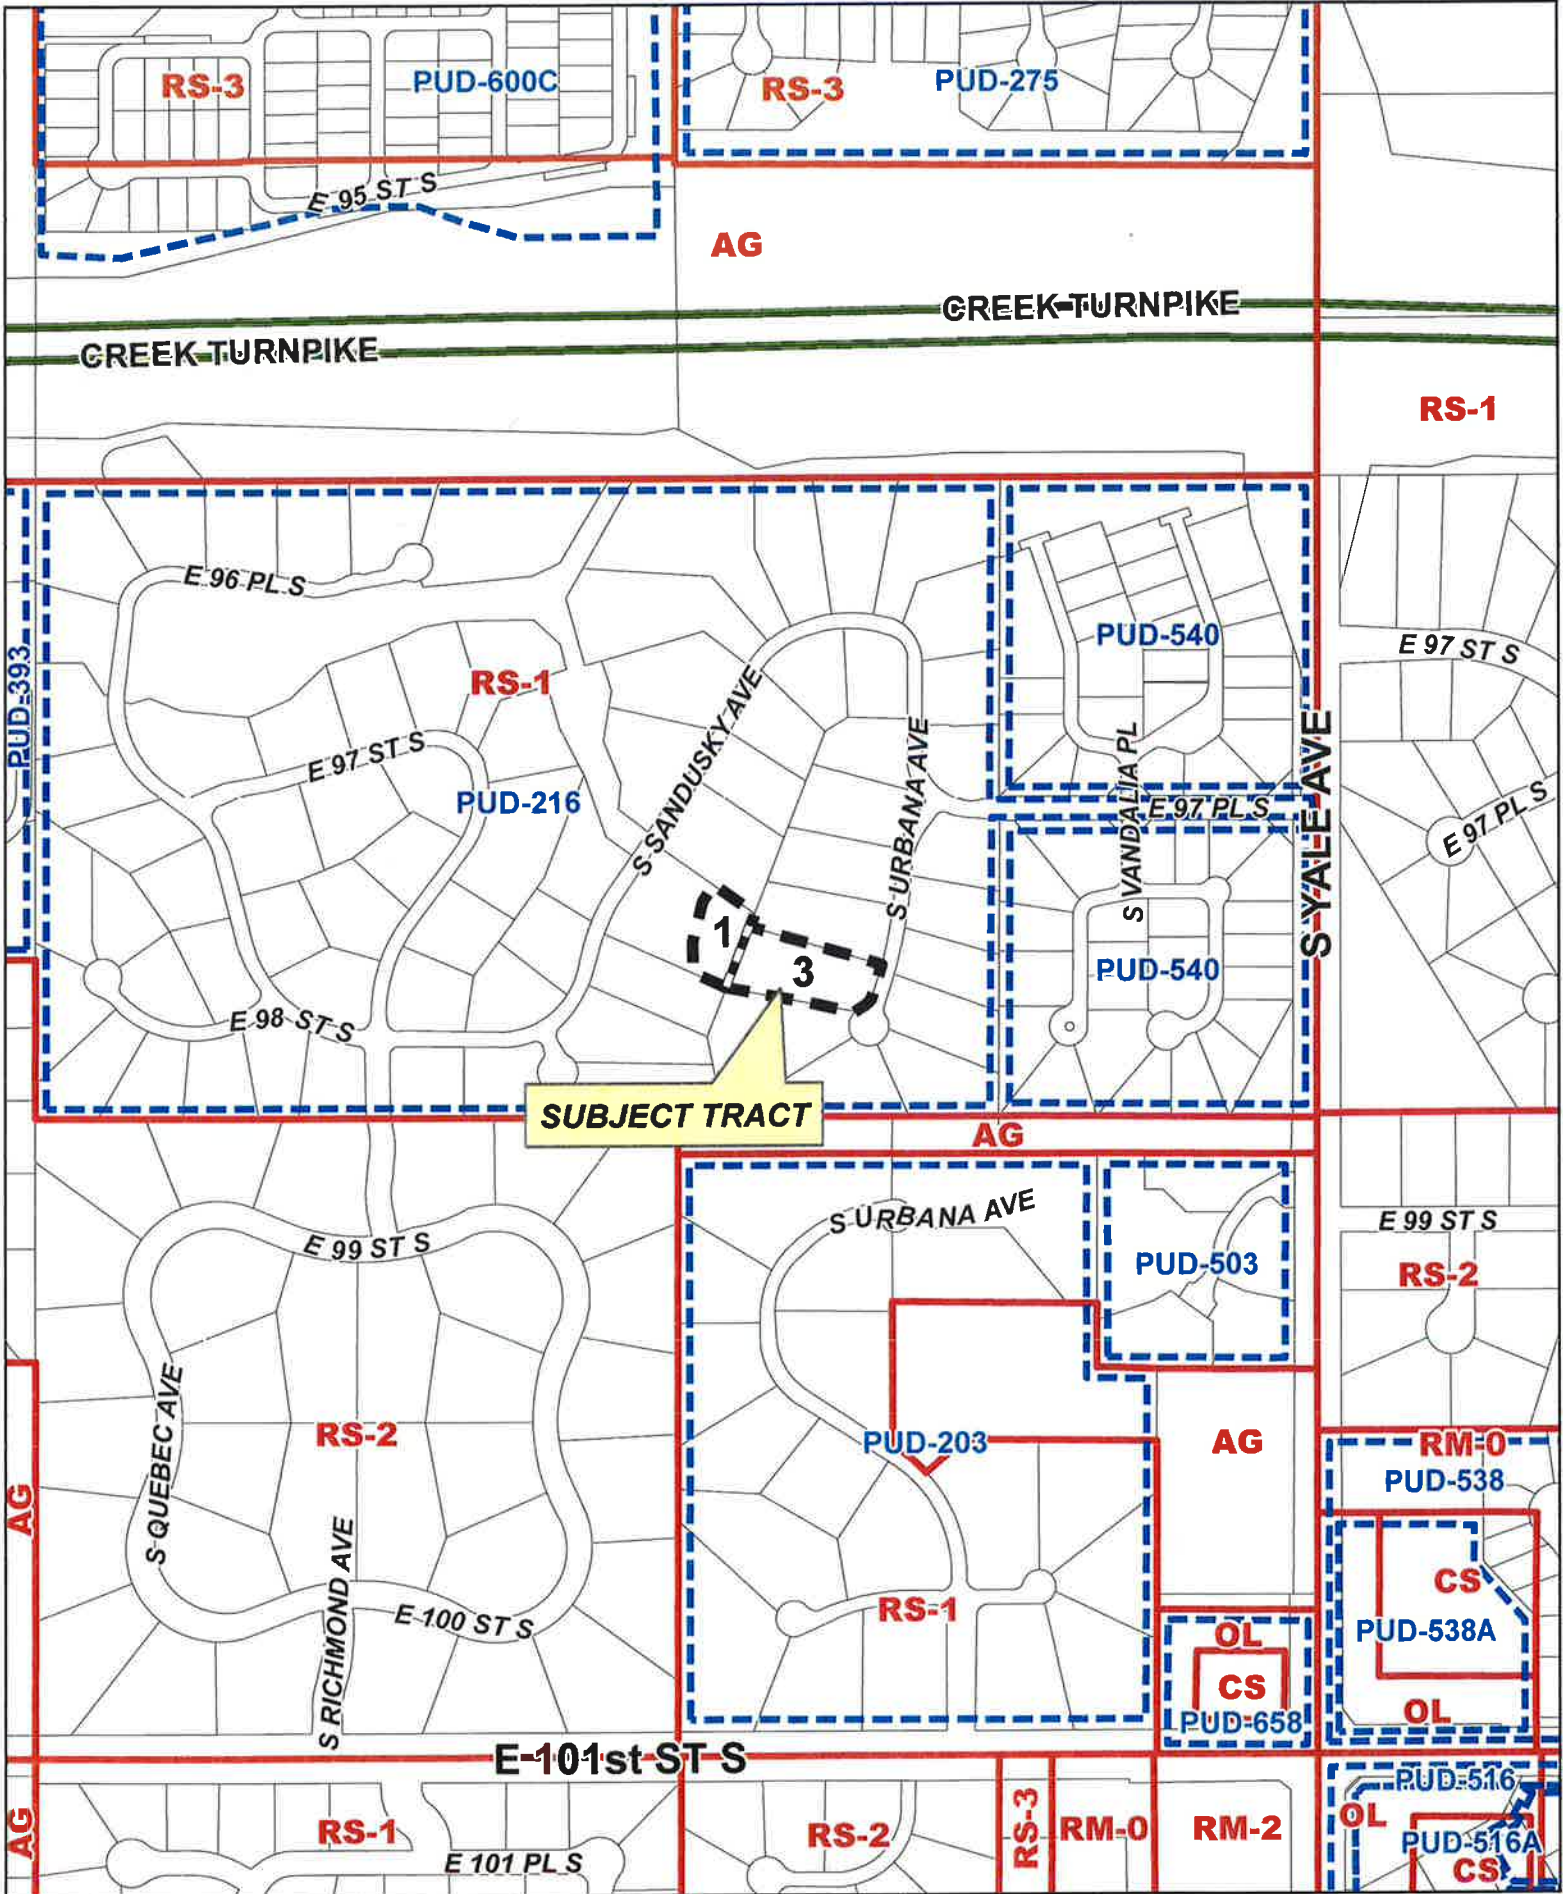 RS-3
PUD-600C
RS-3
PUD-275
E 95 ST S
AG
CREEK TURNPIKE
CREEK TURNPIKE
RS-1
E 96 PL S
PUD-393
RS-1
PUD-540
E 97 ST S
E 97 ST S
PUD-216
S SANDUSKY AVE
S URBANA AVE
S VANDALIA PL
E 97 PL S
S YALE AVE
E 97 PL S
1
3
PUD-540
E 98 ST S
SUBJECT TRACT
AG
S URBANA AVE
E 99 ST S
PUD-503
E 99 ST S
RS-2
S QUEBEC AVE
RS-2
PUD-203
AG
RM-0
PUD-538
AG
S RICHMOND AVE
E 100 ST S
RS-1
CS
PUD-538A
OL
CS
PUD-658
OL
E 101st ST S
PUD-516
OL
AG
RS-1
RS-2
RS-3
RM-0
RM-2
PUD-516A
CS
E 101 PL S